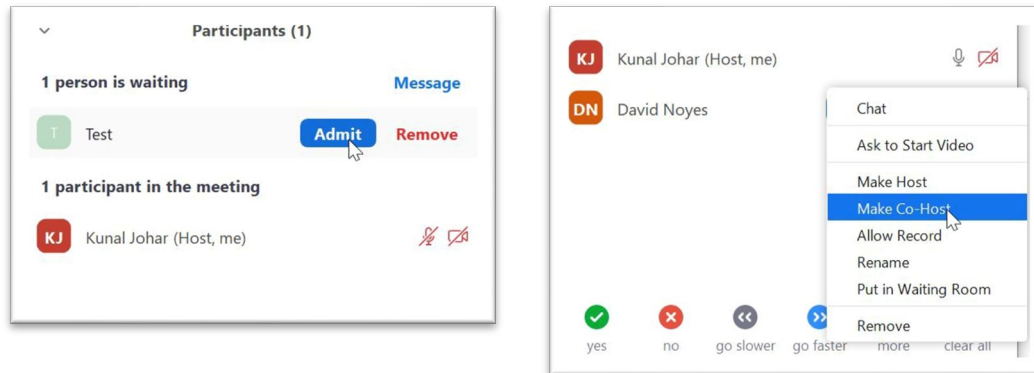 Participants (1)
1 person is waiting Message
T Test Admit Remove
1 participant in the meeting
KJ Kunal Johar (Host, me)
KJ Kunal Johar (Host, me)
DN David Noyes
Chat
Ask to Start Video
Make Host
Make Co-Host
Allow Record
Rename
Put in Waiting Room
Remove
yes no go slower go faster more clear all